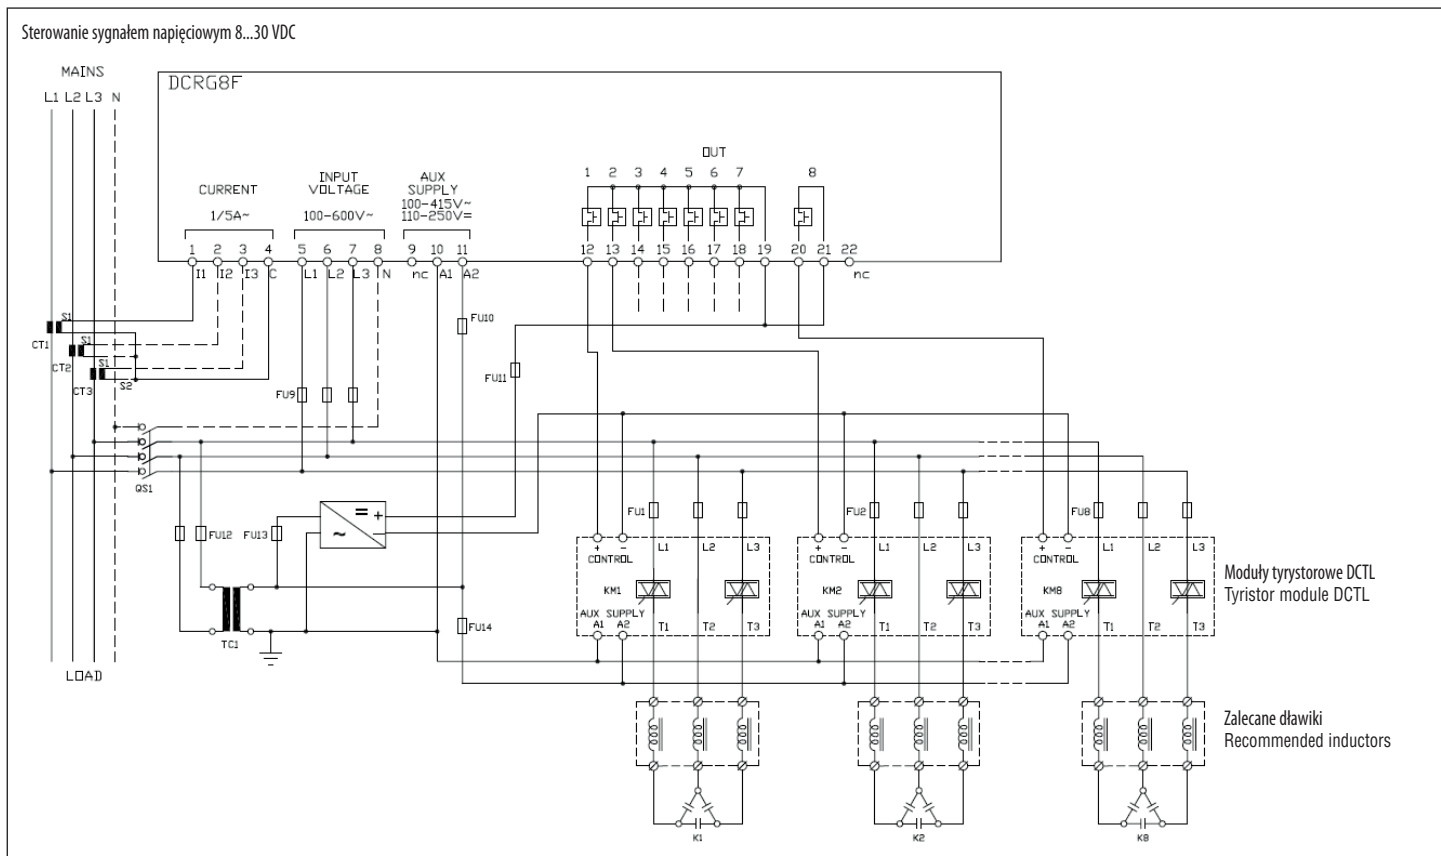 Sterowanie sygnałem napięciowym 8...30 VDC
MAINS
L1 L2 L3 N
DCRG8F
OUT
1 2 3 4 5 6 7 8
CURRENT
1/5A~
INPUT
VOLTAGE
100-600V~
AUX
SUPPLY
100-415V~
110-250V=
1 2 3 4 5 6 7 8 9 10 11 12 13 14 15 16 17 18 19 20 21 22
I1 I2 I3 C L1 L2 L3 N nc A1 A2 nc
S1
CT1
S1
CT2
S1
CT3 S2
FU10
FU11
FU9
QS1
FU12 FU13
= +
~ –
FU1 FU2 FU8
+ – L1 L2 L3
CONTROL
KM1
AUX SUPPLY
A1 A2 T1 T2 T3
+ – L1 L2 L3
CONTROL
KM2
AUX SUPPLY
A1 A2 T1 T2 T3
+ – L1 L2 L3
CONTROL
KM8
AUX SUPPLY
A1 A2 T1 T2 T3
Moduły tyrystorowe DCTL
Tyristor module DCTL
FU14
TC1
LOAD
Zalecane dławiki
Recommended inductors
K1 K2 K8